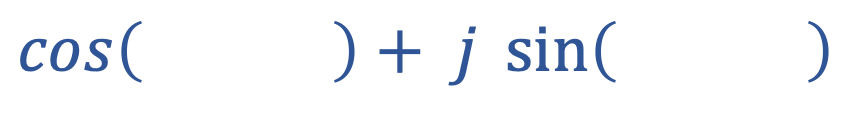 cos(          ) + j sin(          )